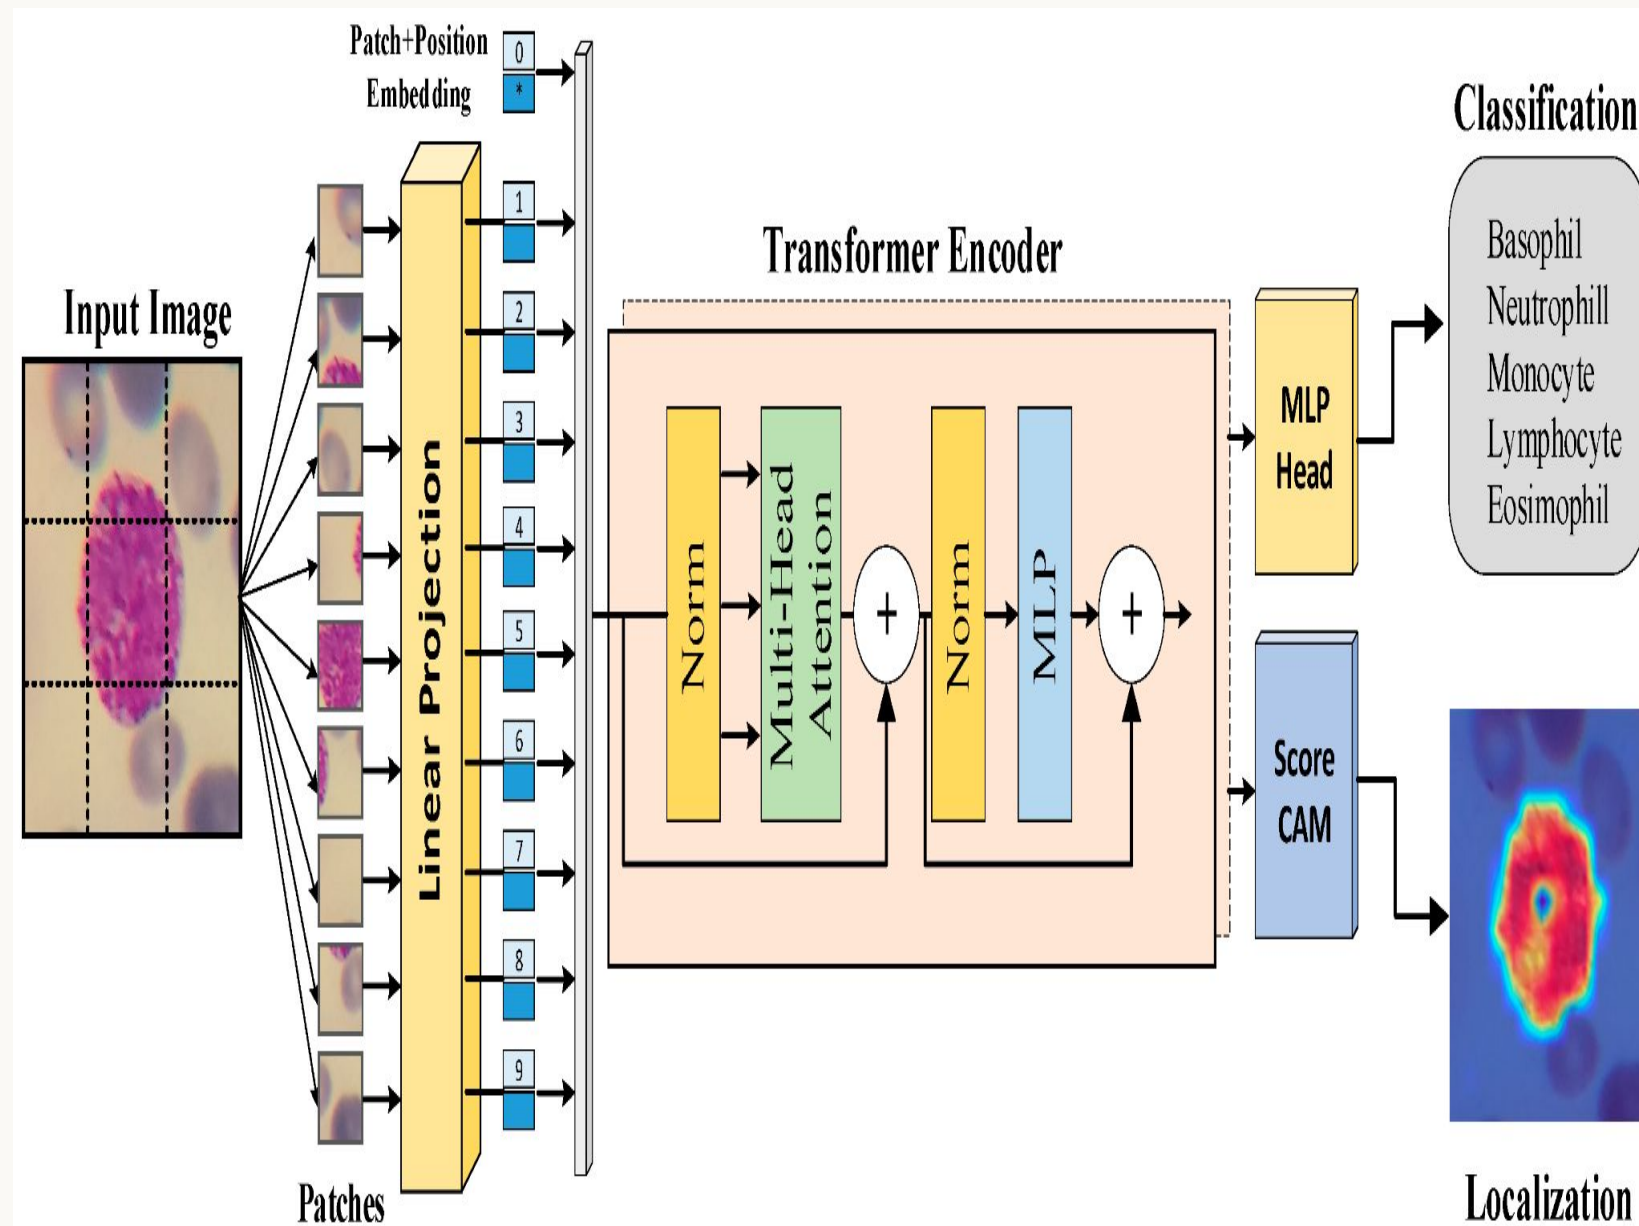 Patch+Position
Embedding
0
*
1
2
3
4
5
6
7
8
9
Input Image
Patches
Linear Projection
Transformer Encoder
Norm
Multi-Head
Attention
+
Norm
MLP
+
MLP
Head
Score
CAM
Classification
Basophil
Neutrophill
Monocyte
Lymphocyte
Eosimophil
Localization